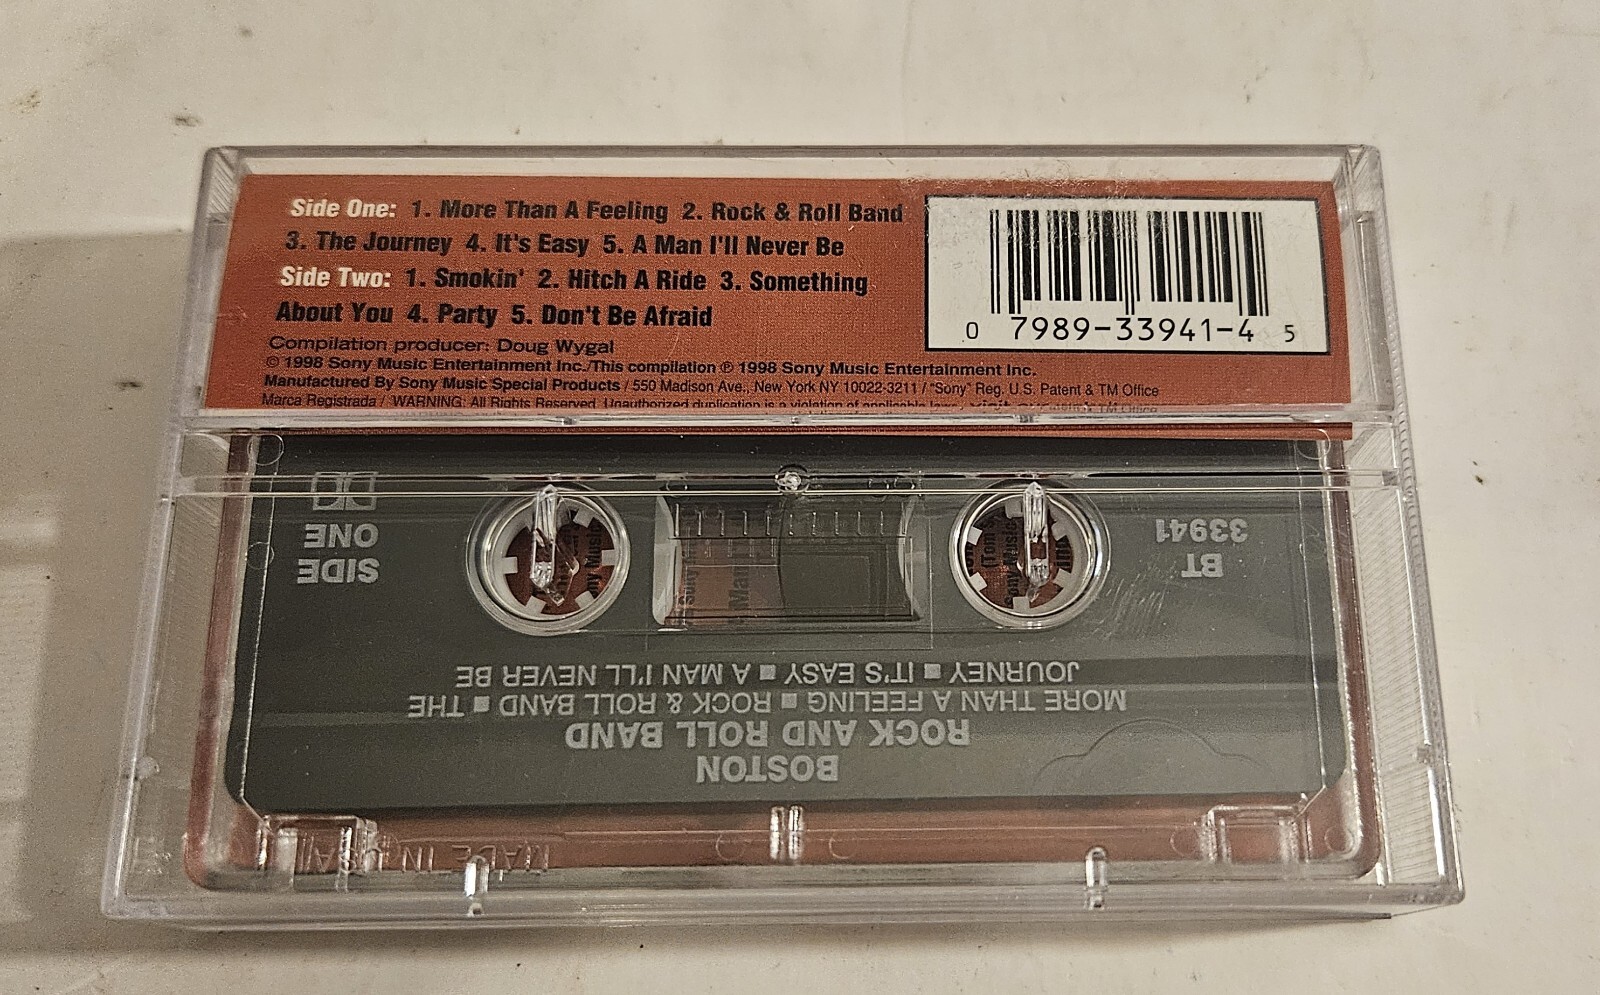 Side One: 1. More Than A Feeling 2. Rock & Roll Band
3. The Journey 4. It's Easy 5. A Man I'll Never Be
Side Two: 1. Smokin' 2. Hitch A Ride 3. Something
About You 4. Party 5. Don't Be Afraid
Compilation producer: Doug Wygal
© 1998 Sony Music Entertainment Inc./This compilation ℗ 1998 Sony Music Entertainment Inc.
Manufactured By Sony Music Special Products / 550 Madison Ave., New York NY 10022-3211 / "Sony" Reg. U.S. Patent & TM Office
Marca Registrada / WARNING: All Rights Reserved. Unauthorized duplication is a violation of applicable laws
0 7989-33941-4 5
BOSTON
ROCK AND ROLL BAND
MORE THAN A FEELING ■ ROCK & ROLL BAND ■ THE
JOURNEY ■ IT'S EASY ■ A MAN I'LL NEVER BE
BT
33941
SIDE
ONE
MADE IN USA